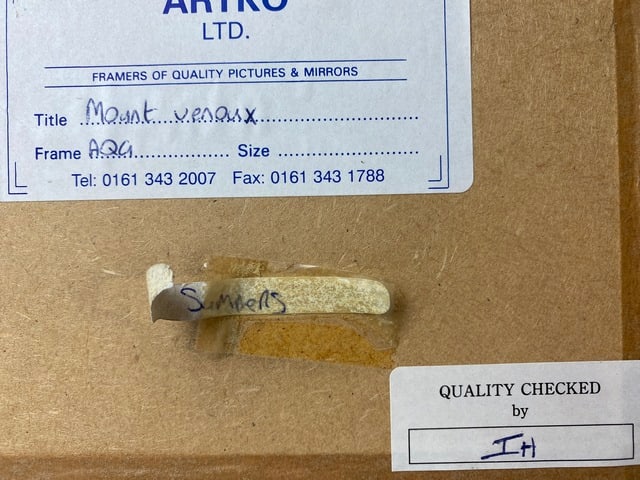 ARTKO
LTD.
FRAMERS OF QUALITY PICTURES & MIRRORS
Title Mount venoux
Frame AQA Size
Tel: 0161 343 2007 Fax: 0161 343 1788
Summers
QUALITY CHECKED
by
IH